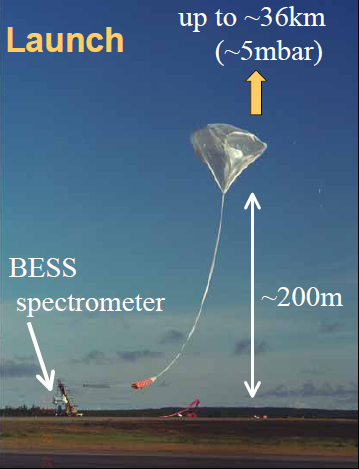 Launch
up to ~36km
(~5mbar)
BESS
spectrometer
~200m